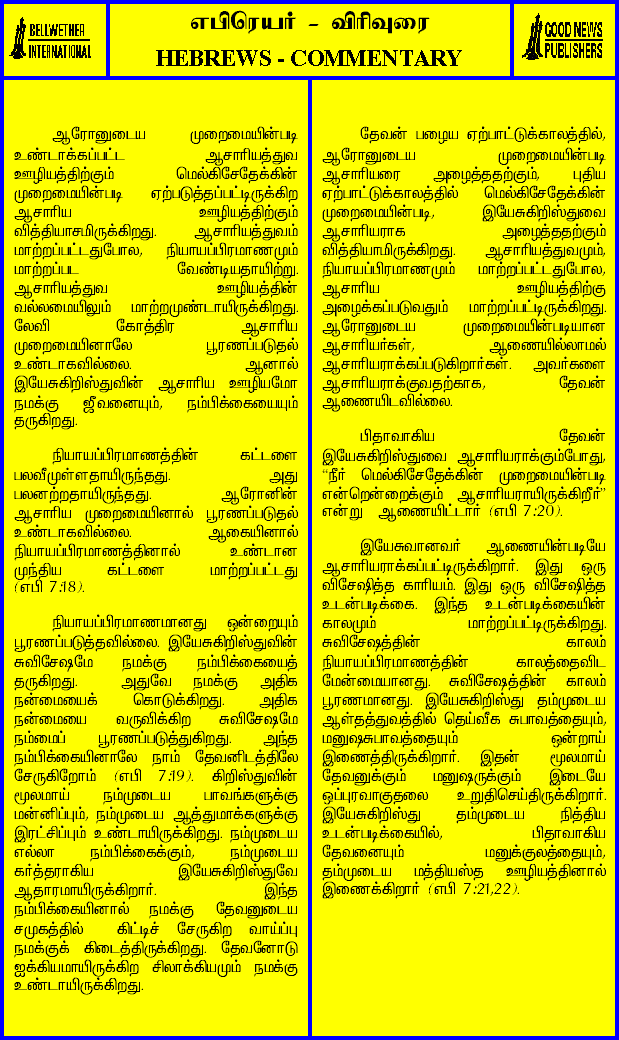 BELLWETHER
INTERNATIONAL
எபிரெயர் - விரிவுரை
HEBREWS - COMMENTARY
GOOD NEWS
PUBLISHERS
ஆரோனுடைய முறைமையின்படி
உண்டாக்கப்பட்ட ஆசாரியத்துவ
ஊழியத்திற்கும் மெல்கிசேதேக்கின்
முறைமையின்படி ஏற்படுத்தப்பட்டிருக்கிற
ஆசாரிய ஊழியத்திற்கும்
வித்தியாசமிருக்கிறது. ஆசாரியத்துவம்
மாற்றப்பட்டதுபோல, நியாயப்பிரமாணமும்
மாற்றப்பட வேண்டியதாயிற்று.
ஆசாரியத்துவ ஊழியத்தின்
வல்லமையிலும் மாற்றமுண்டாயிருக்கிறது.
லேவி கோத்திர ஆசாரிய
முறைமையினாலே பூரணப்படுதல்
உண்டாகவில்லை. ஆனால்
இயேசுகிறிஸ்துவின் ஆசாரிய ஊழியமோ
நமக்கு ஜீவனையும், நம்பிக்கையையும்
தருகிறது.
நியாயப்பிரமாணத்தின் கட்டளை
பலவீமுள்ளதாயிருந்தது. அது
பலனற்றதாயிருந்தது. ஆரோனின்
ஆசாரிய முறைமையினால் பூரணப்படுதல்
உண்டாகவில்லை. ஆகையினால்
நியாயப்பிரமாணத்தினால் உண்டான
முந்திய கட்டளை மாற்றப்பட்டது
(எபி 7:18).
நியாயப்பிரமாணமானது ஒன்றையும்
பூரணப்படுத்தவில்லை. இயேசுகிறிஸ்துவின்
சுவிசேஷமே நமக்கு நம்பிக்கையைத்
தருகிறது. அதுவே நமக்கு அதிக
நன்மையைக் கொடுக்கிறது. அதிக
நன்மையை வருவிக்கிற சுவிசேஷமே
நம்மைப் பூரணப்படுத்துகிறது. அந்த
நம்பிக்கையினாலே நாம் தேவனிடத்திலே
சேருகிறோம் (எபி 7:19). கிறிஸ்துவின்
மூலமாய் நம்முடைய பாவங்களுக்கு
மன்னிப்பும், நம்முடைய ஆத்துமாக்களுக்கு
இரட்சிப்பும் உண்டாயிருக்கிறது. நம்முடைய
எல்லா நம்பிக்கைக்கும், நம்முடைய
கர்த்தராகிய இயேசுகிறிஸ்துவே
ஆதாரமாயிருக்கிறார். இந்த
நம்பிக்கையினால் நமக்கு தேவனுடைய
சமுகத்தில் கிட்டிச் சேருகிற வாய்ப்பு
நமக்குக் கிடைத்திருக்கிறது. தேவனோடு
ஐக்கியமாயிருக்கிற சிலாக்கியமும் நமக்கு
உண்டாயிருக்கிறது.
தேவன் பழைய ஏற்பாட்டுக்காலத்தில்,
ஆரோனுடைய முறைமையின்படி
ஆசாரியரை அழைத்ததற்கும், புதிய
ஏற்பாட்டுக்காலத்தில் மெல்கிசேதேக்கின்
முறைமையின்படி, இயேசுகிறிஸ்துவை
ஆசாரியராக அழைத்ததற்கும்
வித்தியாமிருக்கிறது. ஆசாரியத்துவமும்,
நியாயப்பிரமாணமும் மாற்றப்பட்டதுபோல,
ஆசாரிய ஊழியத்திற்கு
அழைக்கப்படுவதும் மாற்றப்பட்டிருக்கிறது.
ஆரோனுடைய முறைமையின்படியான
ஆசாரியர்கள், ஆணையில்லாமல்
ஆசாரியராக்கப்படுகிறார்கள். அவர்களை
ஆசாரியராக்குவதற்காக, தேவன்
ஆணையிடவில்லை.
பிதாவாகிய தேவன்
இயேசுகிறிஸ்துவை ஆசாரியராக்கும்போது,
“நீர் மெல்கிசேதேக்கின் முறைமையின்படி
என்றென்றைக்கும் ஆசாரியராயிருக்கிறீர்”
என்று ஆணையிட்டார் (எபி 7:20).
இயேசுவானவர் ஆணையின்படியே
ஆசாரியராக்கப்பட்டிருக்கிறார். இது ஒரு
விசேஷித்த காரியம். இது ஒரு விசேஷித்த
உடன்படிக்கை. இந்த உடன்படிக்கையின்
காலமும் மாற்றப்பட்டிருக்கிறது.
சுவிசேஷத்தின் காலம்
நியாயப்பிரமாணத்தின் காலத்தைவிட
மேன்மையானது. சுவிசேஷத்தின் காலம்
பூரணமானது. இயேசுகிறிஸ்து தம்முடைய
ஆள்தத்துவத்தில் தெய்வீக சுபாவத்தையும்,
மனுஷசுபாவத்தையும் ஒன்றாய்
இணைத்திருக்கிறார். இதன் மூலமாய்
தேவனுக்கும் மனுஷருக்கும் இடையே
ஒப்புரவாகுதலை உறுதிசெய்திருக்கிறார்.
இயேசுகிறிஸ்து தம்முடைய நித்திய
உடன்படிக்கையில், பிதாவாகிய
தேவனையும் மனுக்குலத்தையும்,
தம்முடைய மத்தியஸ்த ஊழியத்தினால்
இணைக்கிறார் (எபி 7:21,22).